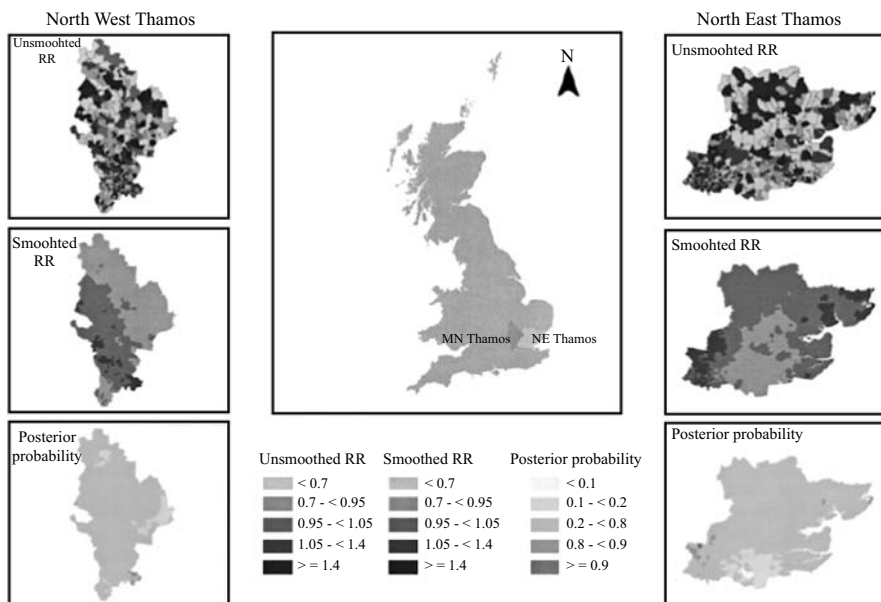 North West Thamos
North East Thamos
Unsmoohted
RR
Smoohted
RR
Posterior
probability
N
MN Thamos
NE Thamos
Unsmoohted RR
Smoohted RR
Posterior probability
Unsmoothed RR
< 0.7
0.7 - < 0.95
0.95 - < 1.05
1.05 - < 1.4
> = 1.4
Smoothed RR
< 0.7
0.7 - < 0.95
0.95 - < 1.05
1.05 - < 1.4
> = 1.4
Posterior probability
< 0.1
0.1 - < 0.2
0.2 - < 0.8
0.8 - < 0.9
> = 0.9